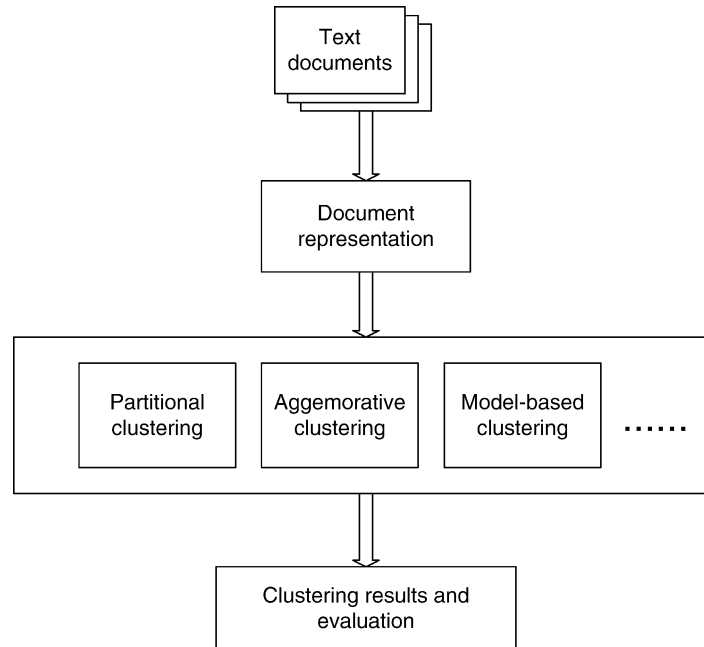 Text
documents
Document
representation
Partitional
clustering
Aggemorative
clustering
Model-based
clustering
......
Clustering results and
evaluation